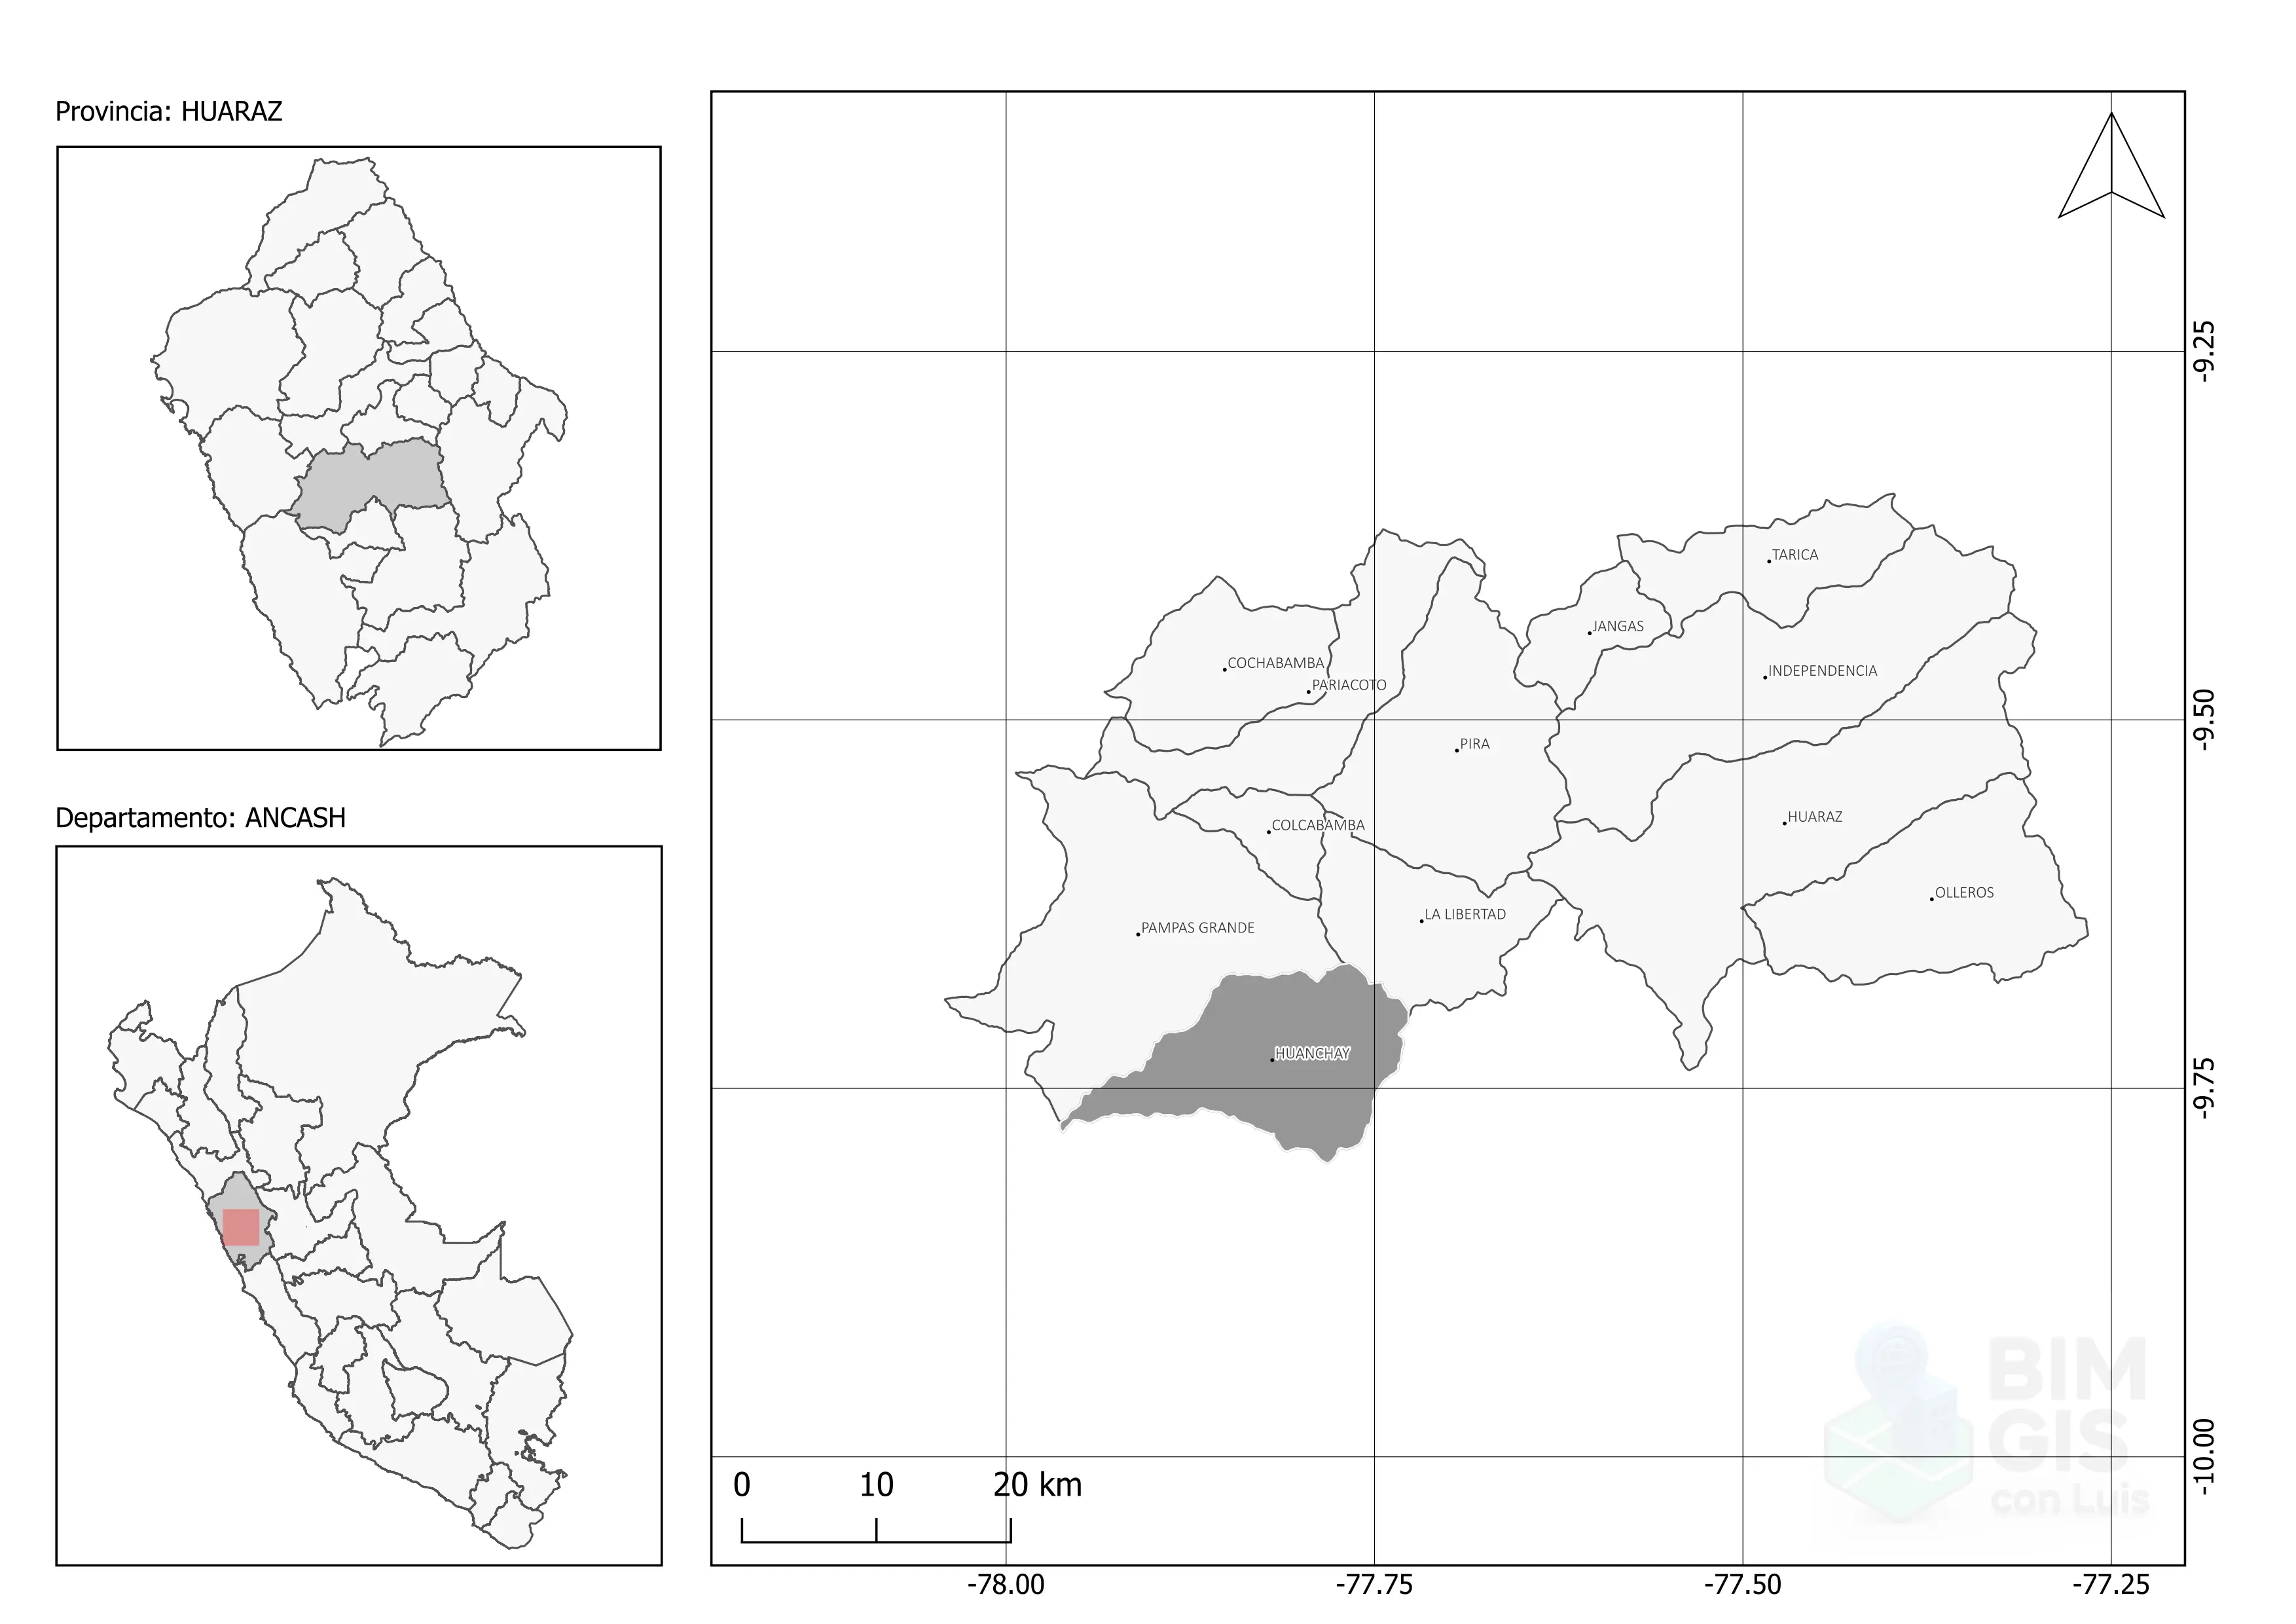 Provincia: HUARAZ
Departamento: ANCASH
TARICA
JANGAS
COCHABAMBA
PARIACOTO
INDEPENDENCIA
PIRA
HUARAZ
COLCABAMBA
OLLEROS
LA LIBERTAD
PAMPAS GRANDE
HUANCHAY
-9.25
-9.50
-9.75
-10.00
BIM
GIS
con Luis
0 10 20 km
-78.00 -77.75 -77.50 -77.25